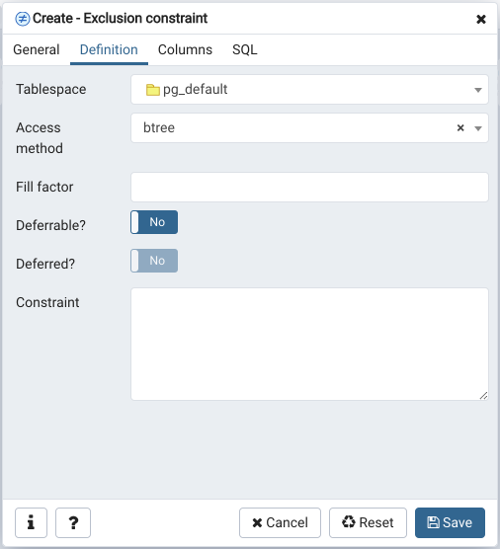 Create - Exclusion constraint
General Definition Columns SQL
Tablespace pg_default
Access
method btree
Fill factor
Deferrable? No
Deferred? No
Constraint
i ? Cancel Reset Save